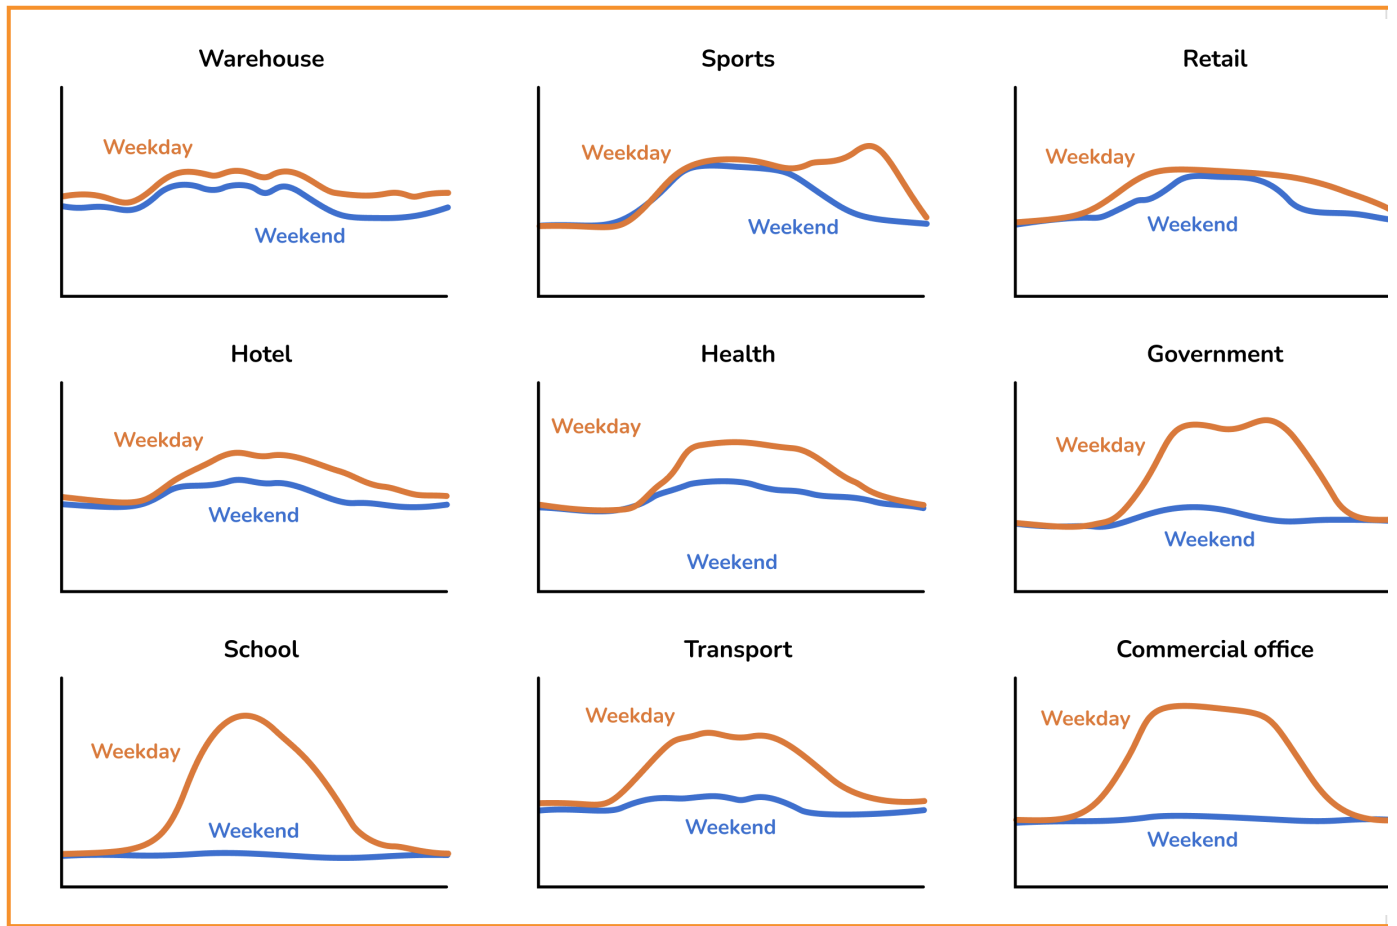 Warehouse
Sports
Retail
Weekday
Weekday
Weekday
Weekend
Weekend
Weekend
Hotel
Health
Government
Weekday
Weekday
Weekday
Weekend
Weekend
Weekend
School
Transport
Commercial office
Weekday
Weekday
Weekday
Weekend
Weekend
Weekend